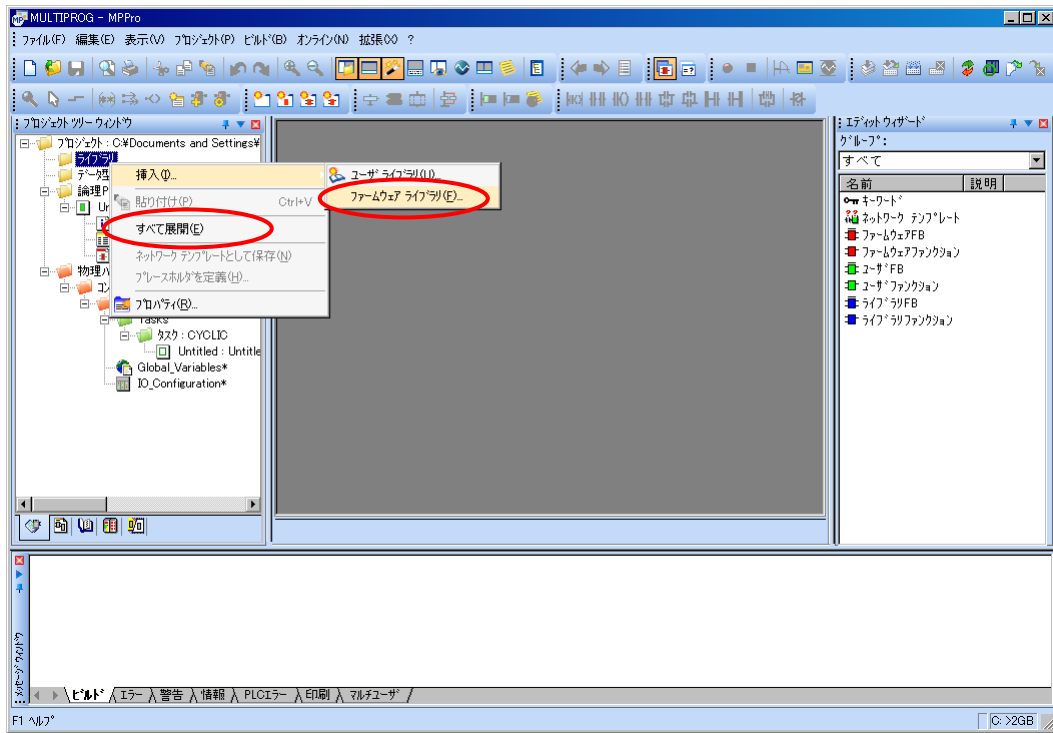 MULTIPROG - MPPro
ファイル(F) 編集(E) 表示(V) プロジェクト(P) ビルド(B) オンライン(N) 拡張(X) ?
プロジェクト ツリー ウィンドウ
プロジェクト : C:¥Documents and Settings¥
ライブラリ
データ型
論理P
Un
物理ハ
コン
Tasks
タスク : CYCLIC
Untitled : Untitle
Global_Variables*
IO_Configuration*
挿入(I)...
貼り付け(P) Ctrl+V
すべて展開(E)
ネットワーク テンプレートとして保存(N)
プレースホルダを定義(H)...
プロパティ(R)...
ユーザ ライブラリ(U)...
ファームウェア ライブラリ(F)...
エディット ウィザード
グループ:
すべて
名前 説明
キーワード
ネットワーク テンプレート
ファームウェアFB
ファームウェアファンクション
ユーザFB
ユーザファンクション
ライブラリFB
ライブラリファンクション
メッセージ ウィンドウ
ビルド エラー 警告 情報 PLCエラー 印刷 マルチユーザ
F1 ヘルプ
C: >2GB